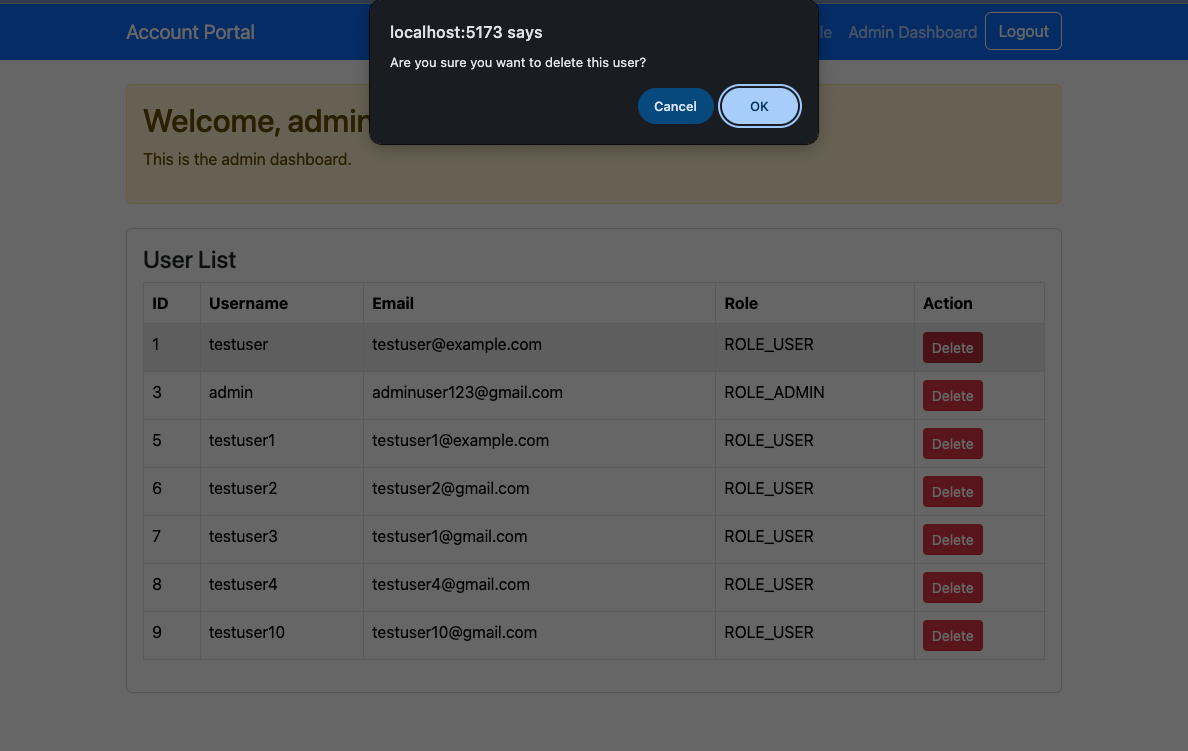 localhost:5173 says
Are you sure you want to delete this user?
Cancel OK
Account Portal Admin Dashboard Logout
Welcome, admin
This is the admin dashboard.
User List
ID Username Email Role Action
1 testuser testuser@example.com ROLE_USER Delete
3 admin adminuser123@gmail.com ROLE_ADMIN Delete
5 testuser1 testuser1@example.com ROLE_USER Delete
6 testuser2 testuser2@gmail.com ROLE_USER Delete
7 testuser3 testuser1@gmail.com ROLE_USER Delete
8 testuser4 testuser4@gmail.com ROLE_USER Delete
9 testuser10 testuser10@gmail.com ROLE_USER Delete